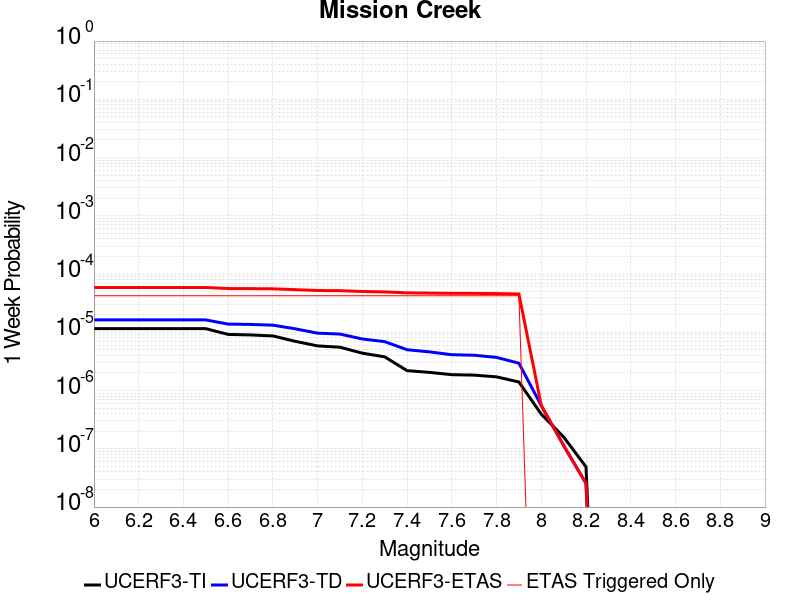 Mission Creek
10^0
10^-1
10^-2
10^-3
10^-4
10^-5
10^-6
10^-7
10^-8
1 Week Probability
6 6.2 6.4 6.6 6.8 7 7.2 7.4 7.6 7.8 8 8.2 8.4 8.6 8.8 9
Magnitude
UCERF3-TI UCERF3-TD UCERF3-ETAS ETAS Triggered Only